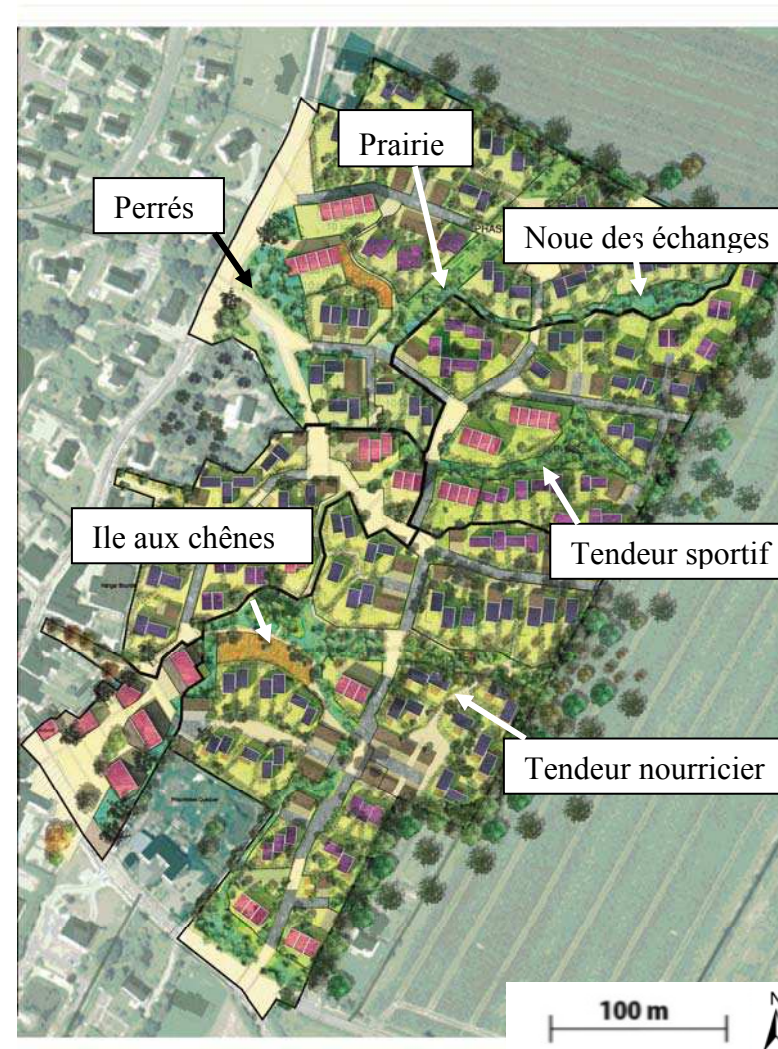 Prairie
Perrés
Noue des échanges
Ile aux chênes
Tendeur sportif
Tendeur nourricier
100 m
N